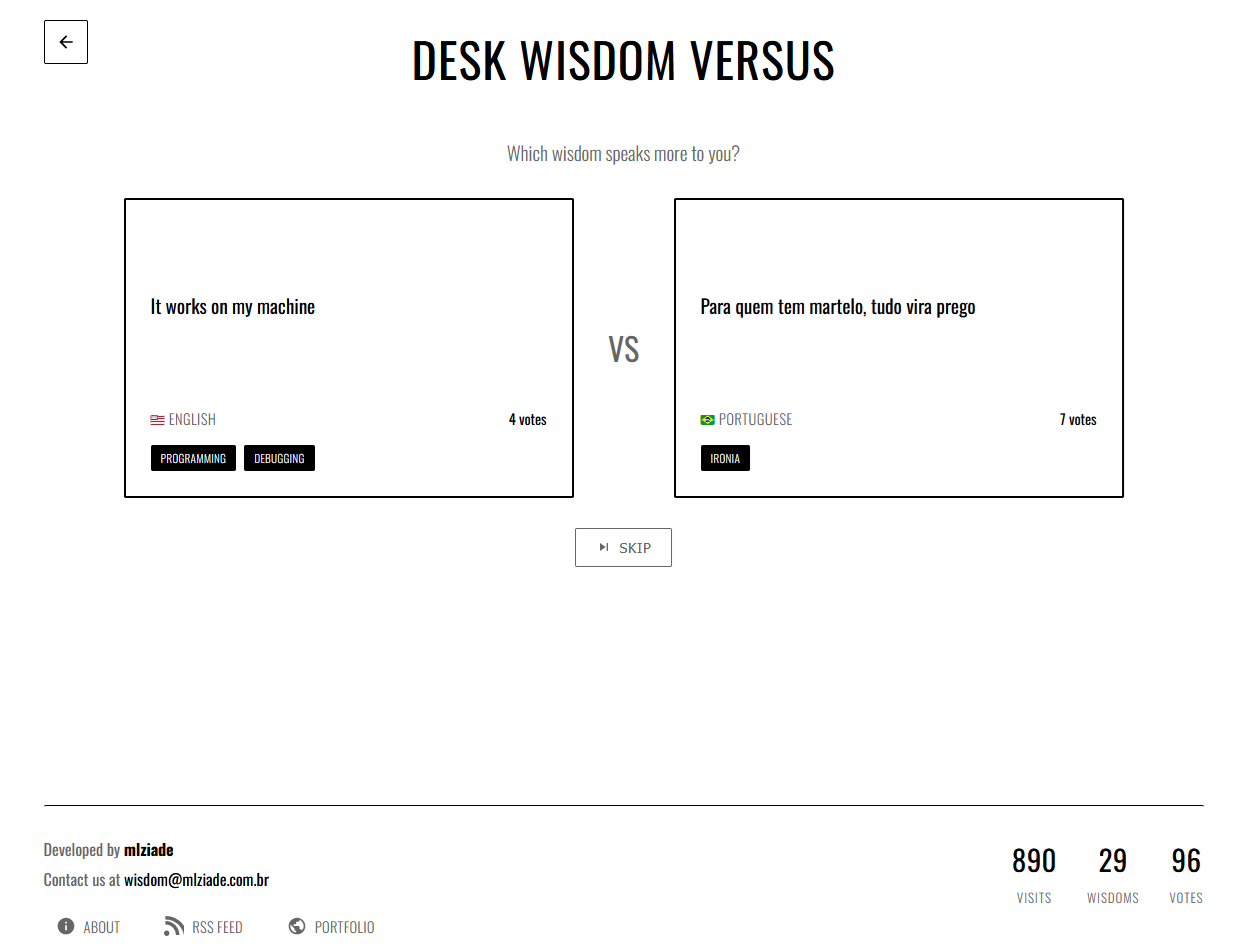 DESK WISDOM VERSUS
Which wisdom speaks more to you?
It works on my machine
ENGLISH
4 votes
PROGRAMMING
DEBUGGING
VS
Para quem tem martelo, tudo vira prego
PORTUGUESE
7 votes
IRONIA
SKIP
Developed by mlziade
Contact us at wisdom@mlziade.com.br
ABOUT
RSS FEED
PORTFOLIO
890
VISITS
29
WISDOMS
96
VOTES